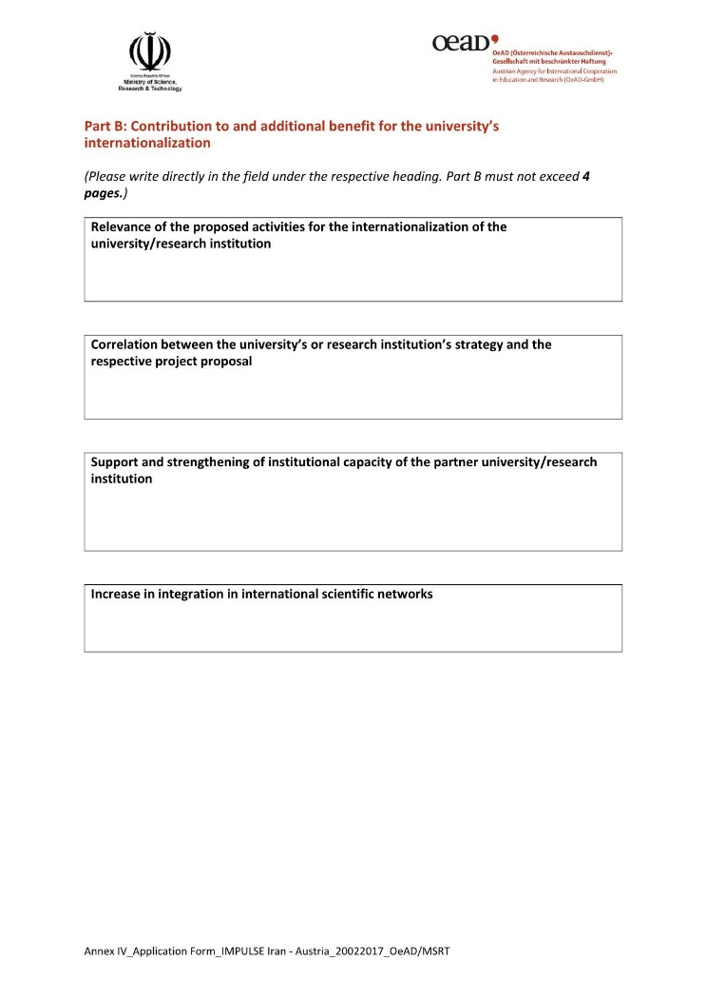 Islamic Republic Of Iran
Ministry of Science,
Research & Technology
OeAD
OeAD (Österreichische Austauschdienst)-
Gesellschaft mit beschränkter Haftung
Austrian Agency for International Cooperation
in Education and Research (OeAD-GmbH)
Part B: Contribution to and additional benefit for the university’s
internationalization
(Please write directly in the field under the respective heading. Part B must not exceed 4
pages.)
Relevance of the proposed activities for the internationalization of the
university/research institution
Correlation between the university’s or research institution’s strategy and the
respective project proposal
Support and strengthening of institutional capacity of the partner university/research
institution
Increase in integration in international scientific networks
Annex IV_Application Form_IMPULSE Iran - Austria_20022017_OeAD/MSRT